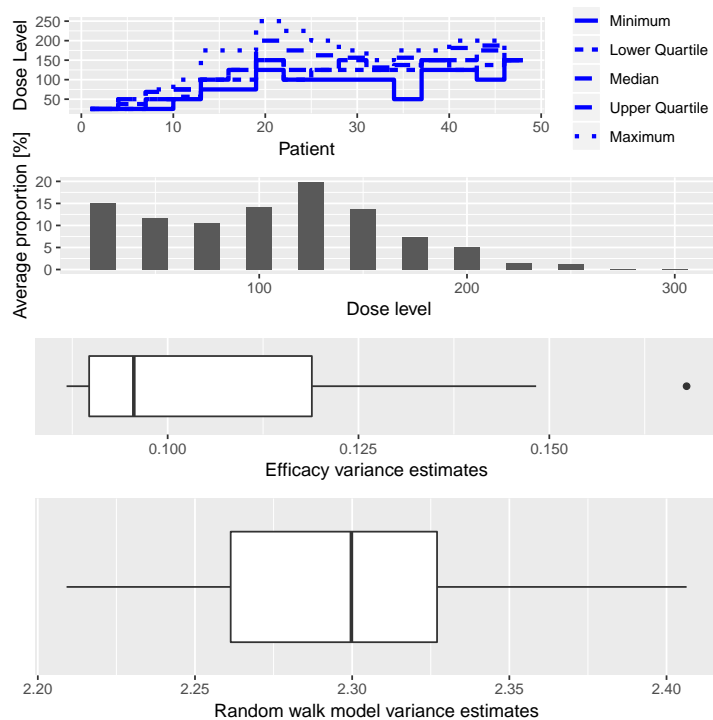 Dose Level
250
200
150
100
50
0
10
20
30
40
50
Patient
Minimum
Lower Quartile
Median
Upper Quartile
Maximum
Average proportion [%]
20
15
10
5
0
100
200
300
Dose level
0.100
0.125
0.150
Efficacy variance estimates
2.20
2.25
2.30
2.35
2.40
Random walk model variance estimates